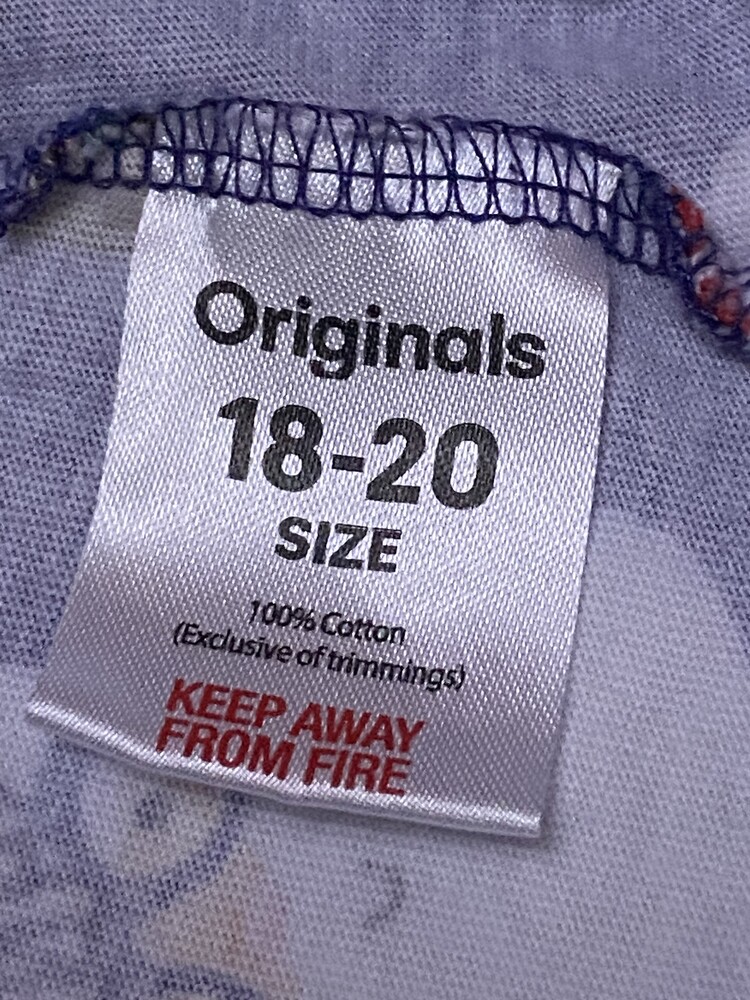 Originals
18-20
SIZE
100% Cotton
(Exclusive of trimmings)
KEEP AWAY
FROM FIRE